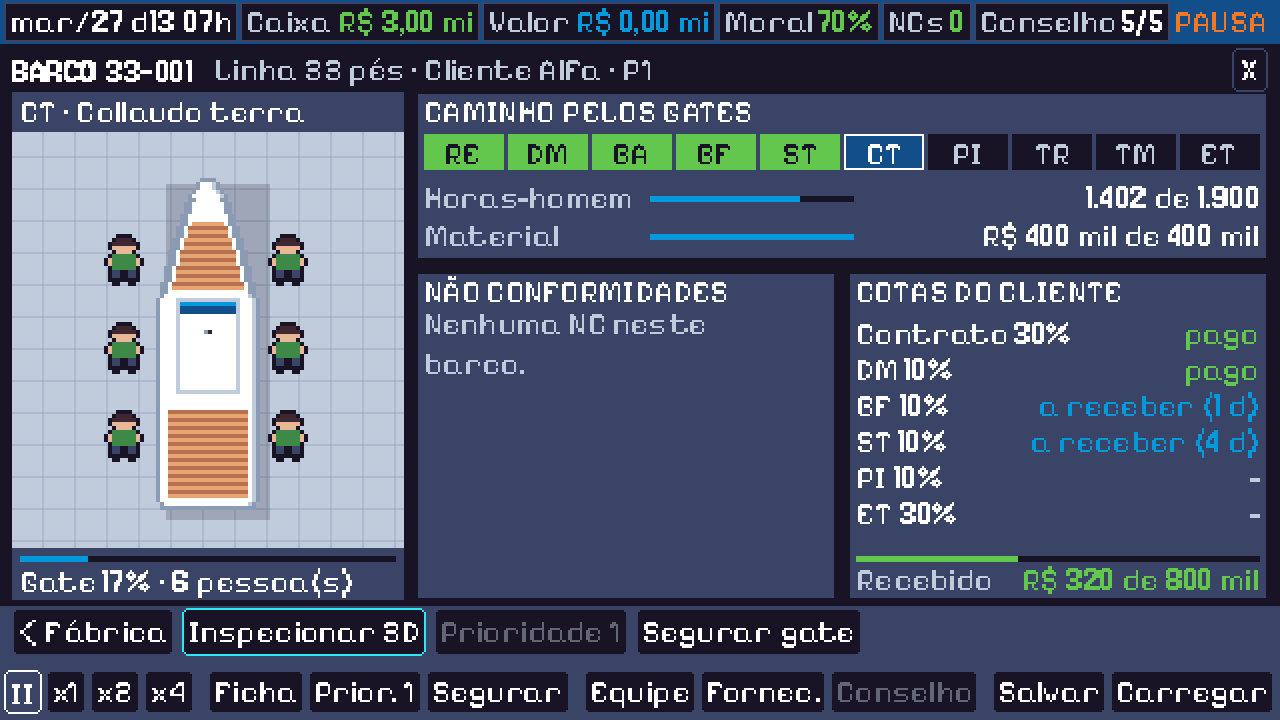 mar/27 d13 07h Caixa R$ 3,00 mi Valor R$ 0,00 mi Moral 70% NCs 0 Conselho 5/5 PAUSA
BARCO 33-001 Linha 33 pés · Cliente Alfa · P1 X
CT · Collaudo terra
CAMINHO PELOS GATES
RE DM BA BF ST CT PI TR TM ET
Horas-homem 1.402 de 1.900
Material R$ 400 mil de 400 mil
NÃO CONFORMIDADES
Nenhuma NC neste
barco.
COTAS DO CLIENTE
Contrato 30% pago
DM 10% pago
BF 10% a receber (1 d)
ST 10% a receber (4 d)
PI 10% -
ET 30% -
Recebido R$ 320 de 800 mil
Gate 17% · 6 pessoa(s)
< Fábrica Inspecionar 3D Prioridade 1 Segurar gate
II x1 x2 x4 Ficha Prior. 1 Segurar Equipe Fornec. Conselho Salvar Carregar